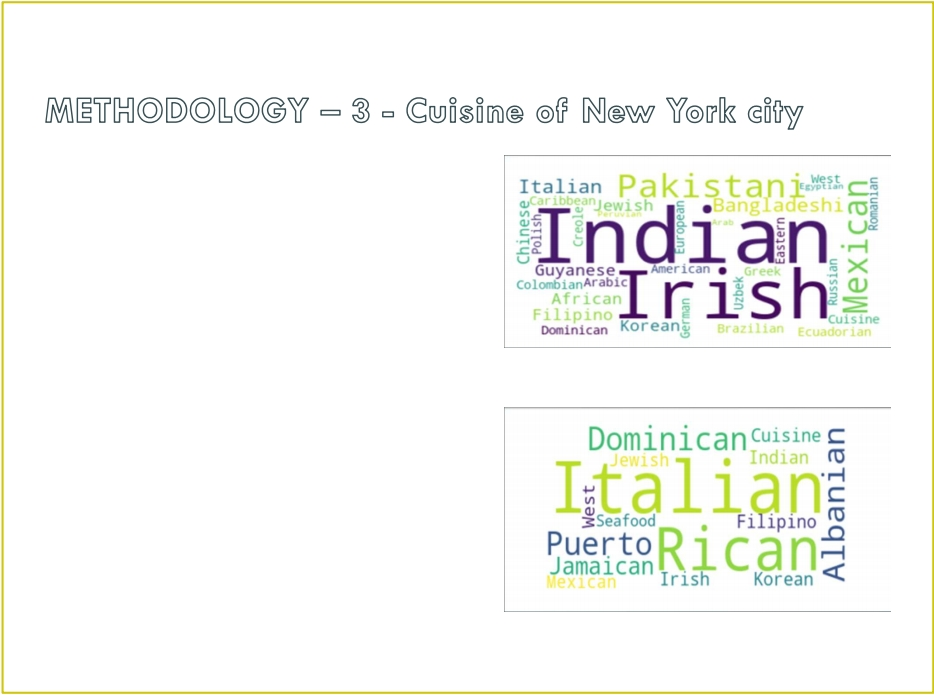 METHODOLOGY – 3 - Cuisine of New York city
Italian
Pakistani
West
Egyptian
Caribbean
Jewish
Bangladeshi
Peruvian
Arab
Chinese
Polish
Creole
Indian
European
Eastern
Mexican
Romanian
Guyanese
American
Greek
Colombian
Arabic
Irish
Uzbek
Russian
African
Filipino
German
Cuisine
Dominican
Korean
Brazilian
Ecuadorian
Dominican
Cuisine
Jewish
Indian
Italian
Albanian
West
Seafood
Filipino
Puerto
Rican
Jamaican
Mexican
Irish
Korean